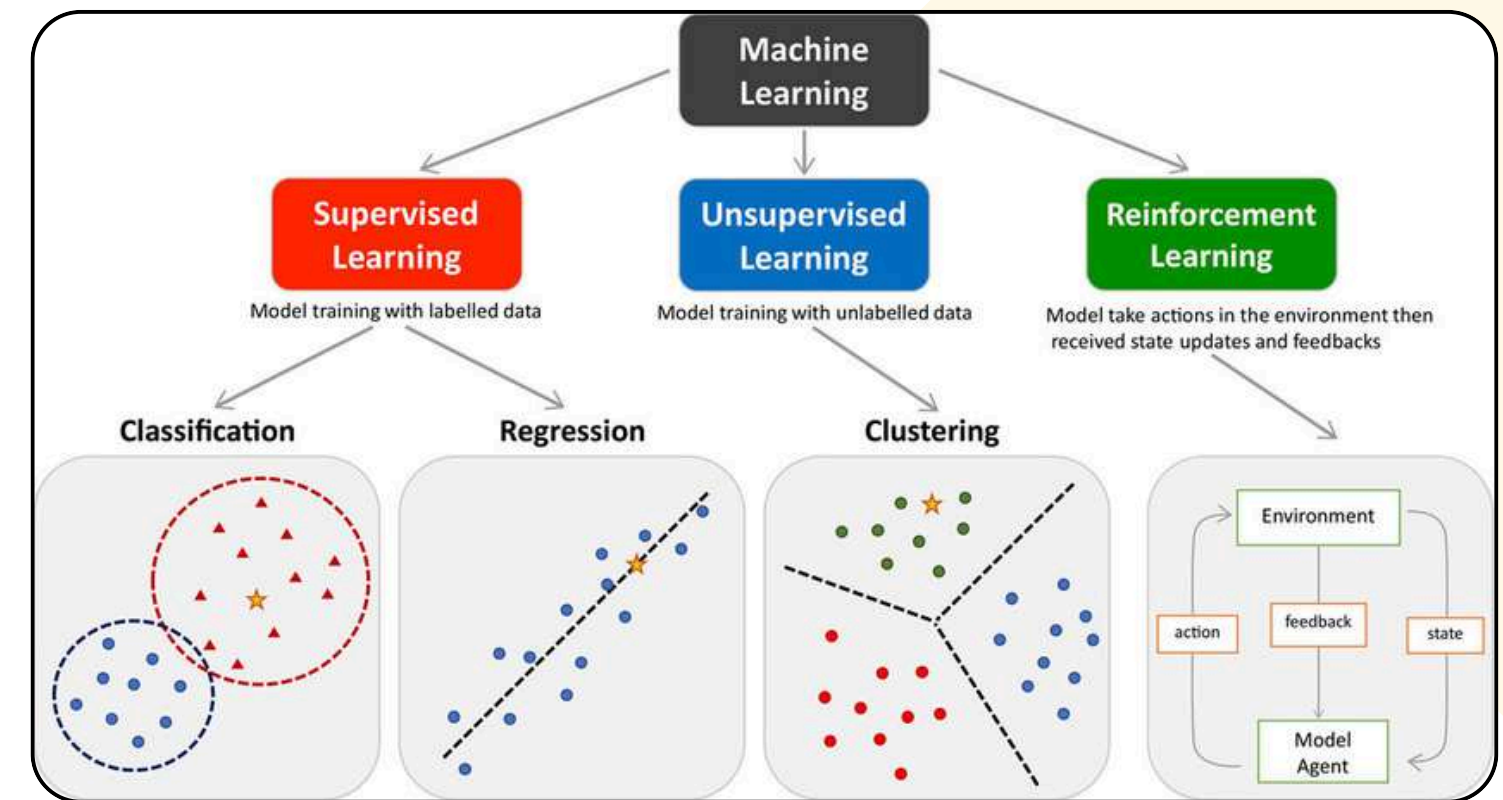 Machine
Learning
Supervised
Learning
Unsupervised
Learning
Reinforcement
Learning
Model training with labelled data
Model training with unlabelled data
Model take actions in the environment then
received state updates and feedbacks
Classification
Regression
Clustering
Environment
action
feedback
state
Model
Agent